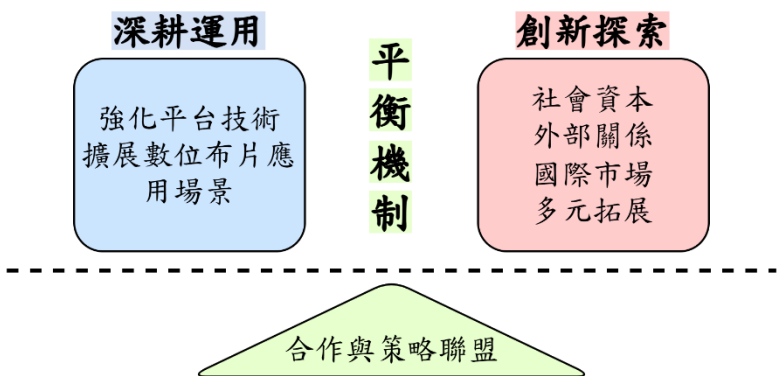 深耕運用
強化平台技術
擴展數位布片應
用場景
平
衡
機
制
創新探索
社會資本
外部關係
國際市場
多元拓展
合作與策略聯盟